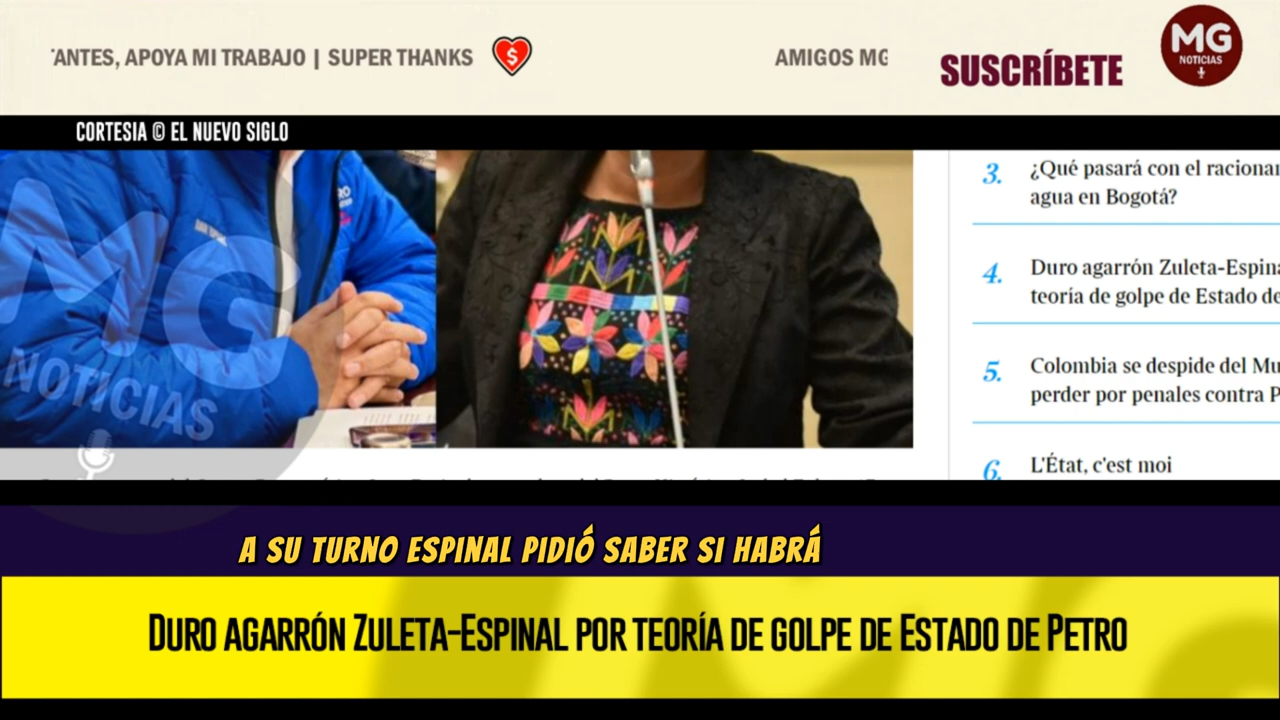 'ANTES, APOYA MI TRABAJO | SUPER THANKS
AMIGOS MG
SUSCRÍBETE
MG
NOTICIAS
CORTESIA © EL NUEVO SIGLO
MG
NOTICIAS
3. ¿Qué pasará con el racionar
agua en Bogotá?
4. Duro agarrón Zuleta-Espina
teoría de golpe de Estado de
5. Colombia se despide del Mu
perder por penales contra P
6. L'État, c'est moi
A SU TURNO ESPINAL PIDIÓ SABER SI HABRÁ
DURO AGARRÓN ZULETA-ESPINAL POR TEORÍA DE GOLPE DE ESTADO DE PETRO